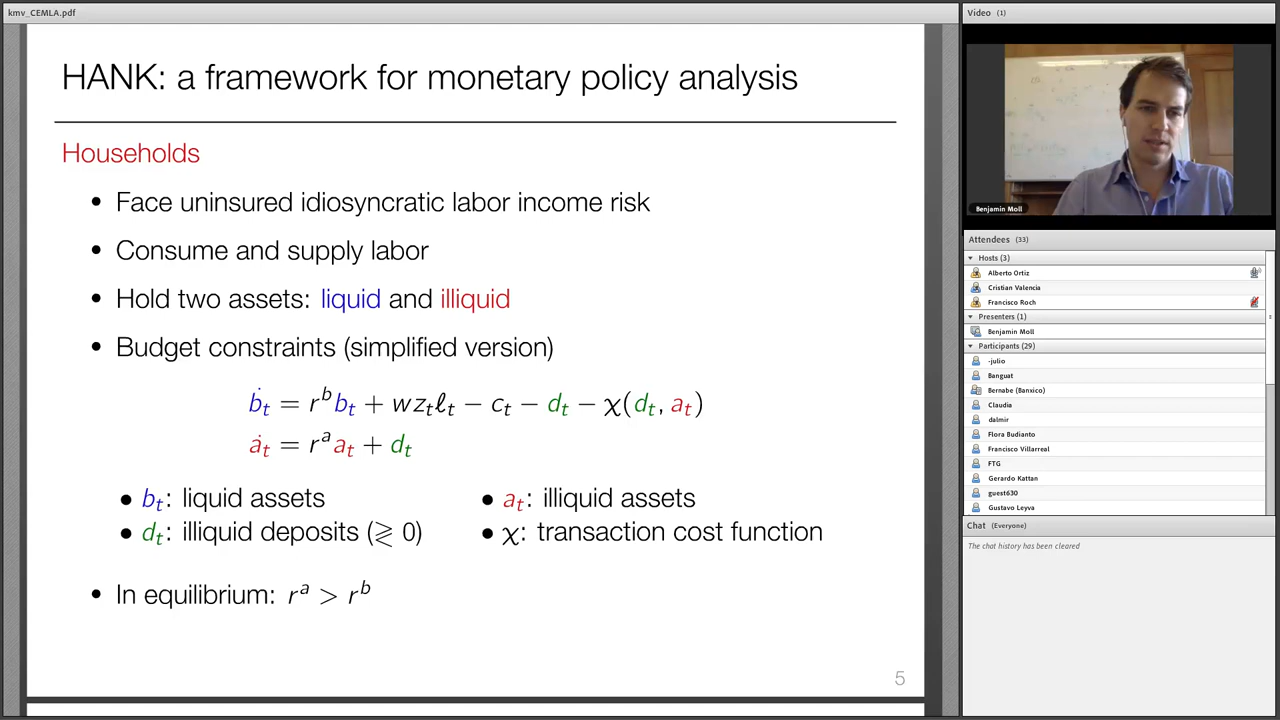 kmv_CEMLA.pdf
HANK: a framework for monetary policy analysis
Households
• Face uninsured idiosyncratic labor income risk
• Consume and supply labor
• Hold two assets: liquid and illiquid
• Budget constraints (simplified version)
ḃ_t = r^b b_t + wz_tℓ_t − c_t − d_t − χ(d_t, a_t)
ȧ_t = r^a a_t + d_t
• b_t: liquid assets
• a_t: illiquid assets
• d_t: illiquid deposits (≷ 0)
• χ: transaction cost function
• In equilibrium: r^a > r^b
5
Video (1)
Benjamin Moll
Attendees (33)
Hosts (3)
Alberto Ortiz
Cristian Valencia
Francisco Roch
Presenters (1)
Benjamin Moll
Participants (29)
-julio
Banguat
Bernabe (Banxico)
Claudia
dalmir
Flora Budianto
Francisco Villarreal
FTG
Gerardo Kattan
guest630
Gustavo Leyva
Chat (Everyone)
The chat history has been cleared